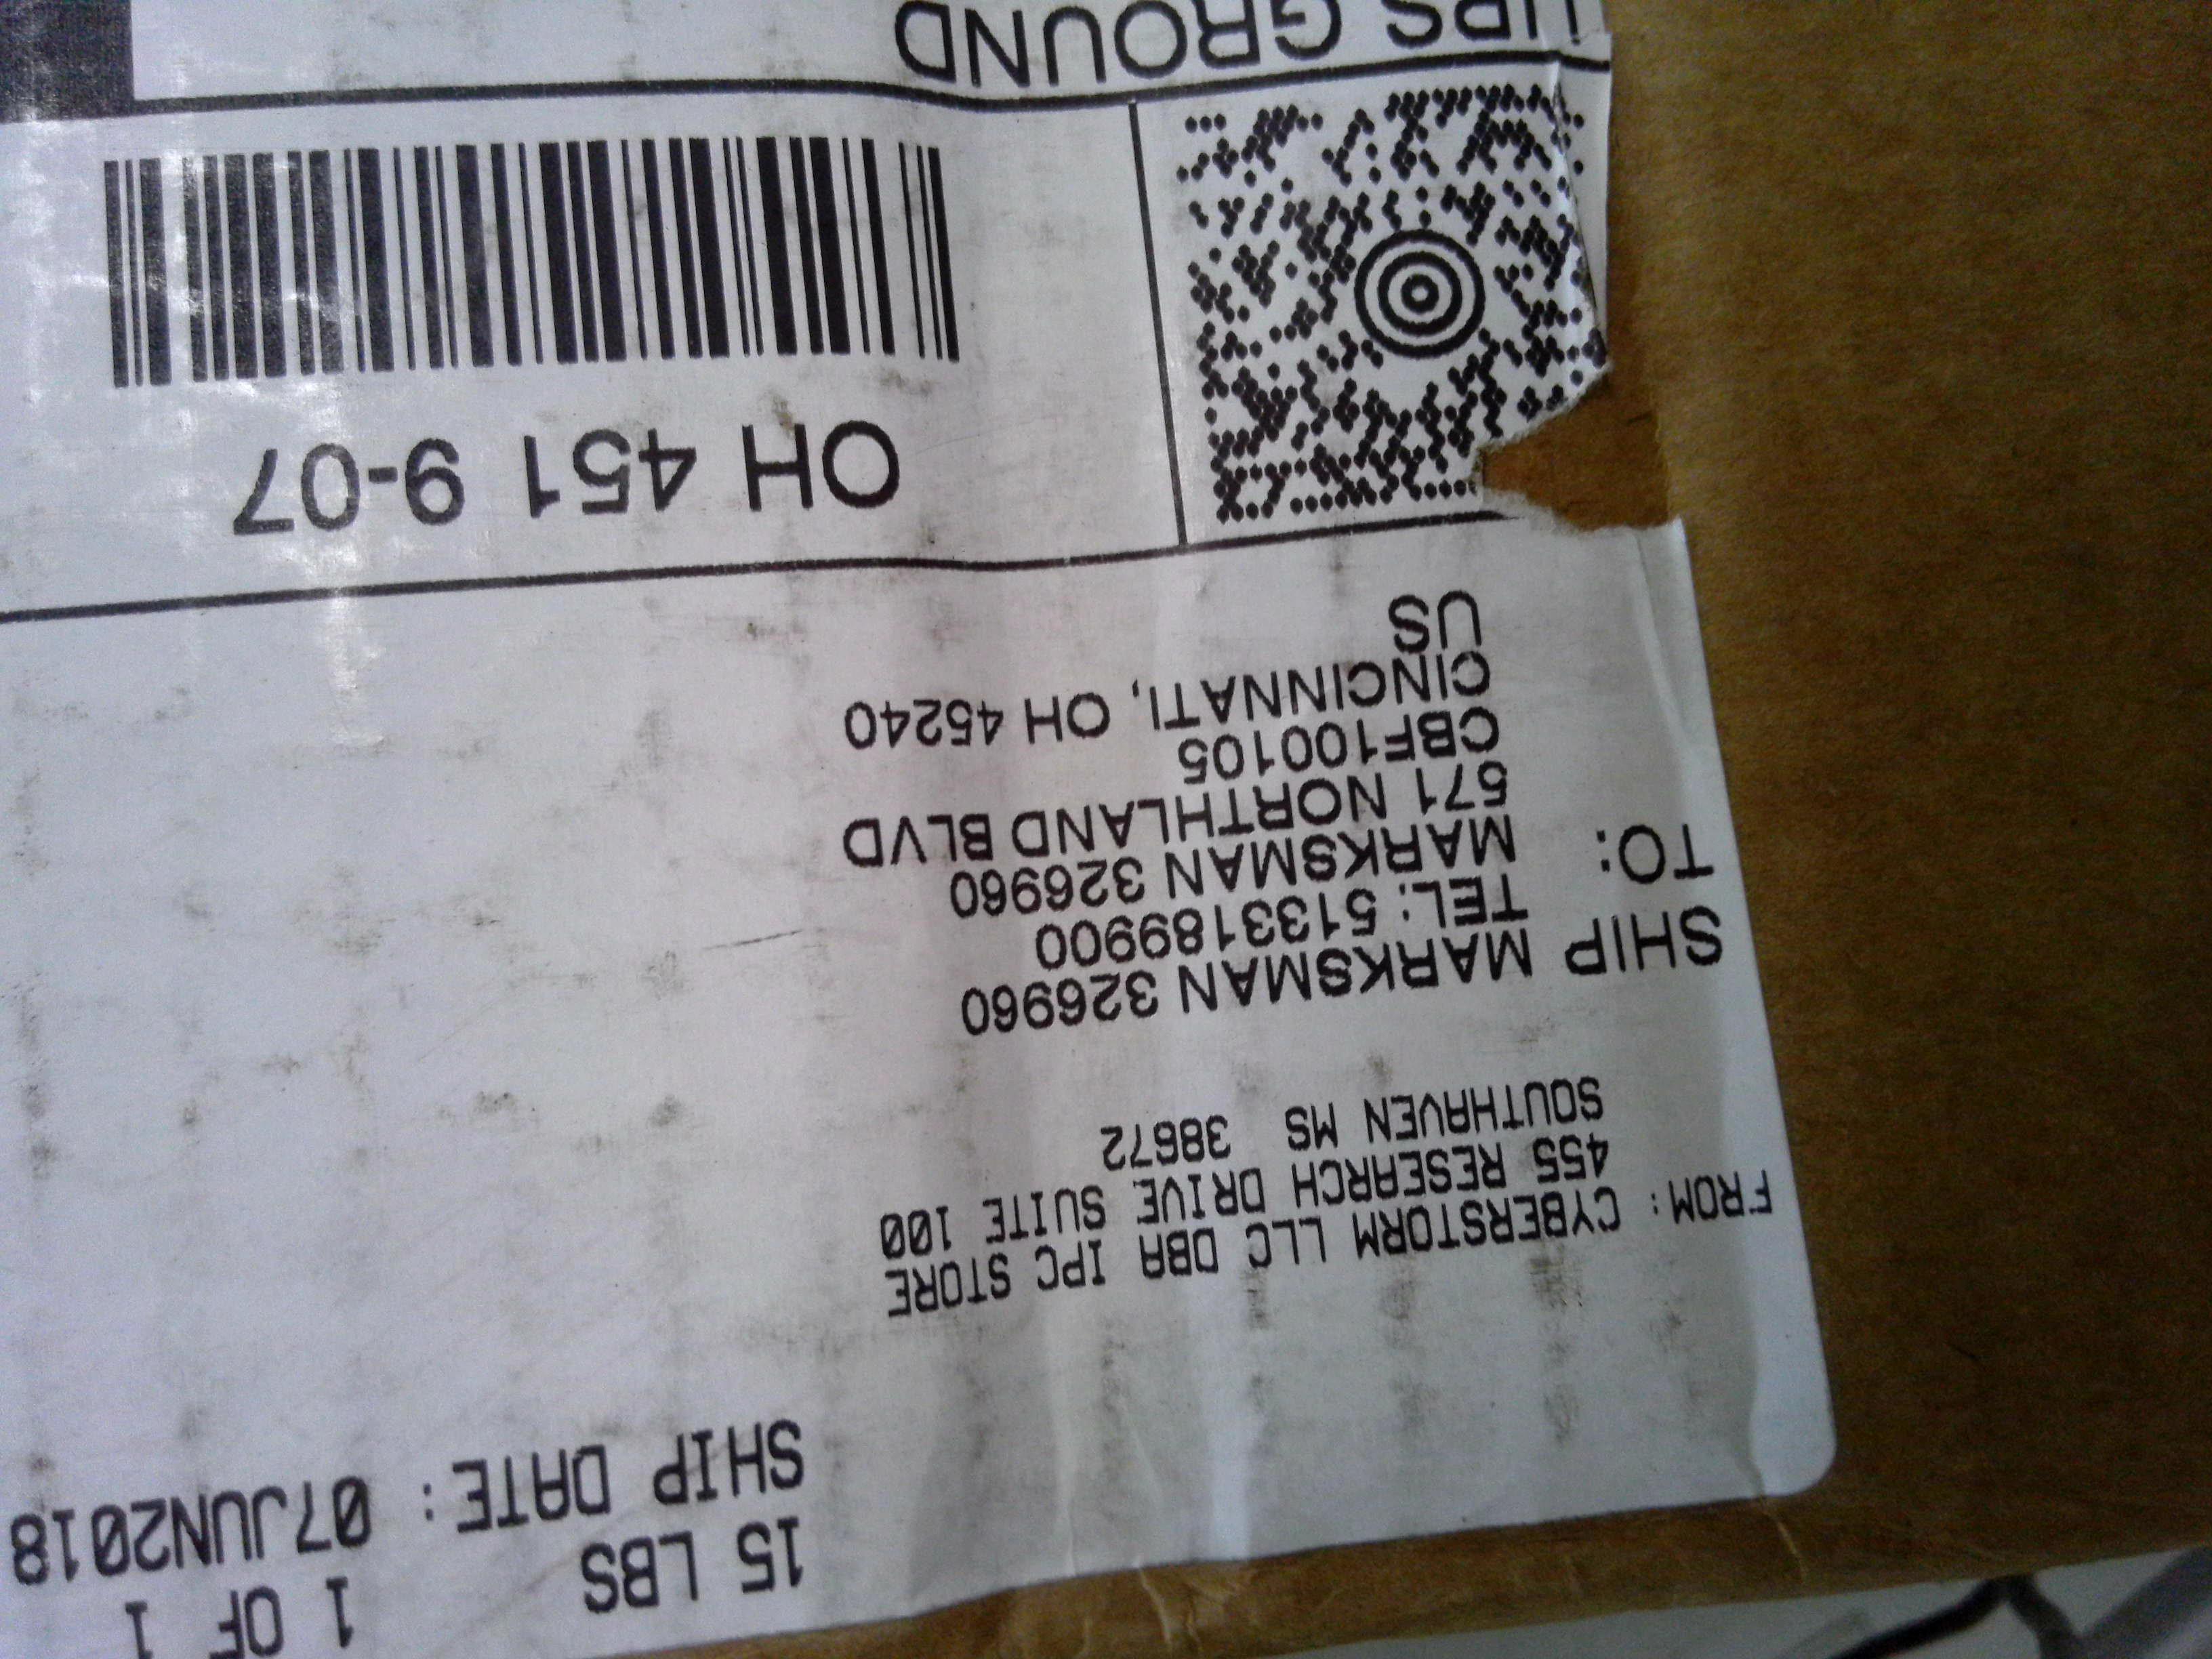 15 LBS 1 OF 1
SHIP DATE: 07JUN2018
FROM: CYBERSTORM LLC DBA IPC STORE
455 RESEARCH DRIVE SUITE 100
SOUTHAVEN MS 38672
SHIP MARKSMAN 326960
TO: TEL: 5133189900
MARKSMAN 326960
571 NORTHLAND BLVD
CBF100105
CINCINNATI, OH 45240
US
OH 451 9-07
UPS GROUND